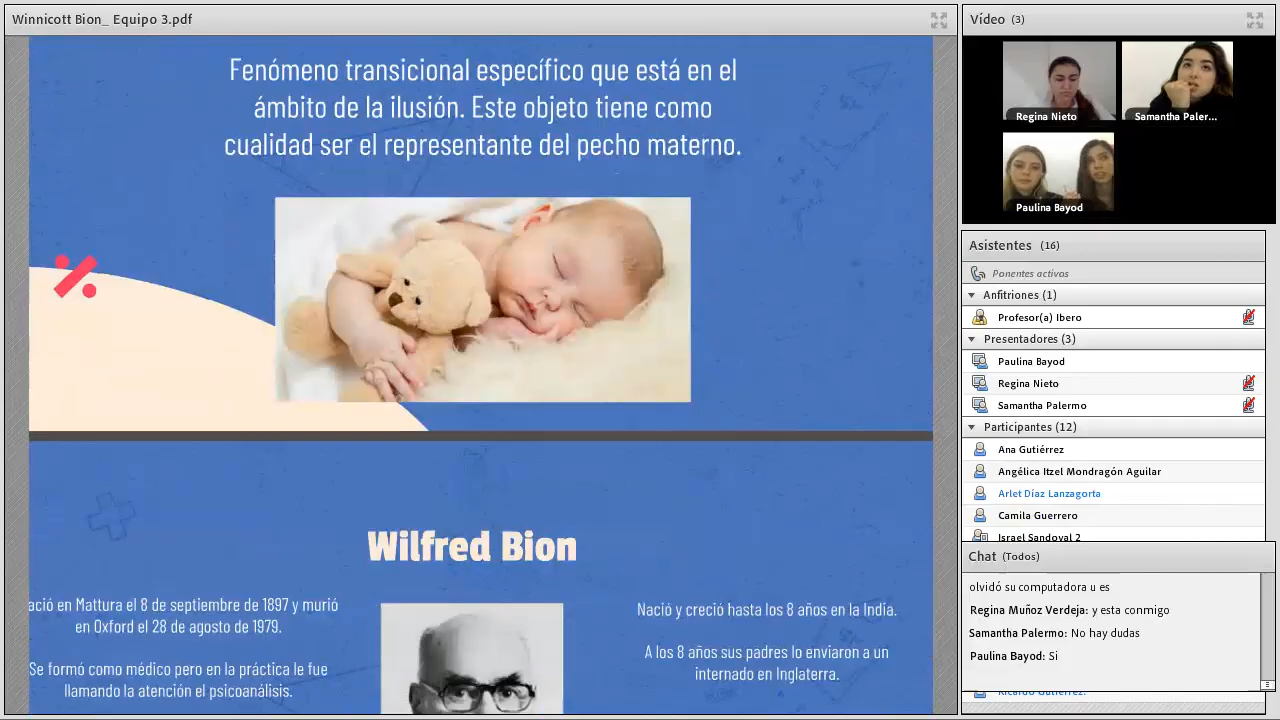 Winnicott Bion_ Equipo 3.pdf
Fenómeno transicional específico que está en el
ámbito de la ilusión. Este objeto tiene como
cualidad ser el representante del pecho materno.
Wilfred Bion
ació en Mattura el 8 de septiembre de 1897 y murió
en Oxford el 28 de agosto de 1979.
Se formó como médico pero en la práctica le fue
llamando la atención el psicoanálisis.
Nació y creció hasta los 8 años en la India.
A los 8 años sus padres lo enviaron a un
internado en Inglaterra.
Vídeo (3)
Regina Nieto
Samantha Paler...
Paulina Bayod
Asistentes (16)
Ponentes activos
Anfitriones (1)
Profesor(a) Ibero
Presentadores (3)
Paulina Bayod
Regina Nieto
Samantha Palermo
Participantes (12)
Ana Gutiérrez
Angélica Itzel Mondragón Aguilar
Arlet Díaz Lanzagorta
Camila Guerrero
Israel Sandoval 2
Chat (Todos)
olvidó su computadora u es
Regina Muñoz Verdeja: y esta conmigo
Samantha Palermo: No hay dudas
Paulina Bayod: Si